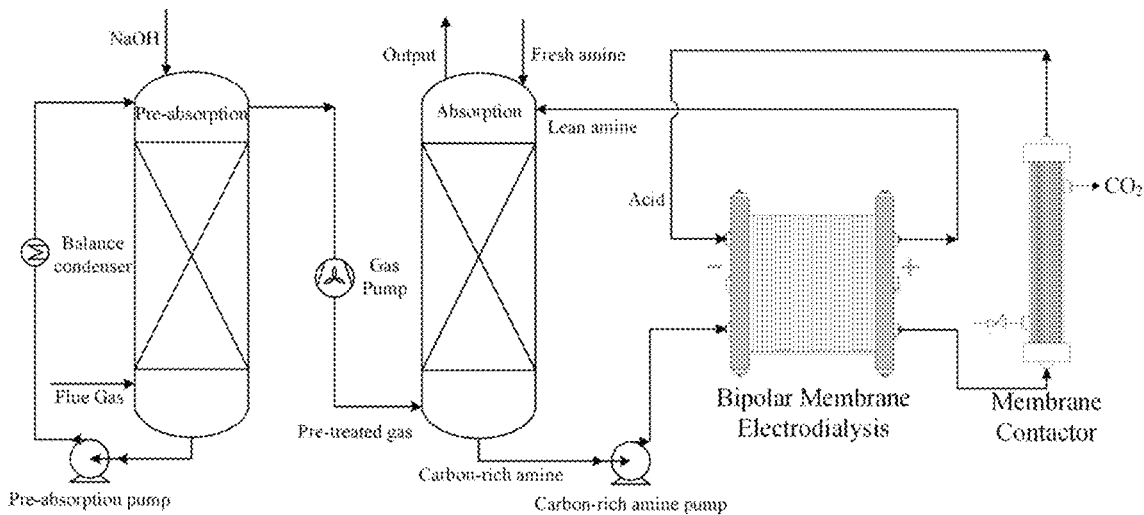 NaOH
Output
Fresh amine
Pre-absorption
Absorption
Lean amine
Acid
CO₂
Balance
condenser
Gas
Pump
−
+
Flue Gas
Pre-treated gas
Bipolar Membrane
Electrodialysis
Membrane
Contactor
Carbon-rich amine
Pre-absorption pump
Carbon-rich amine pump